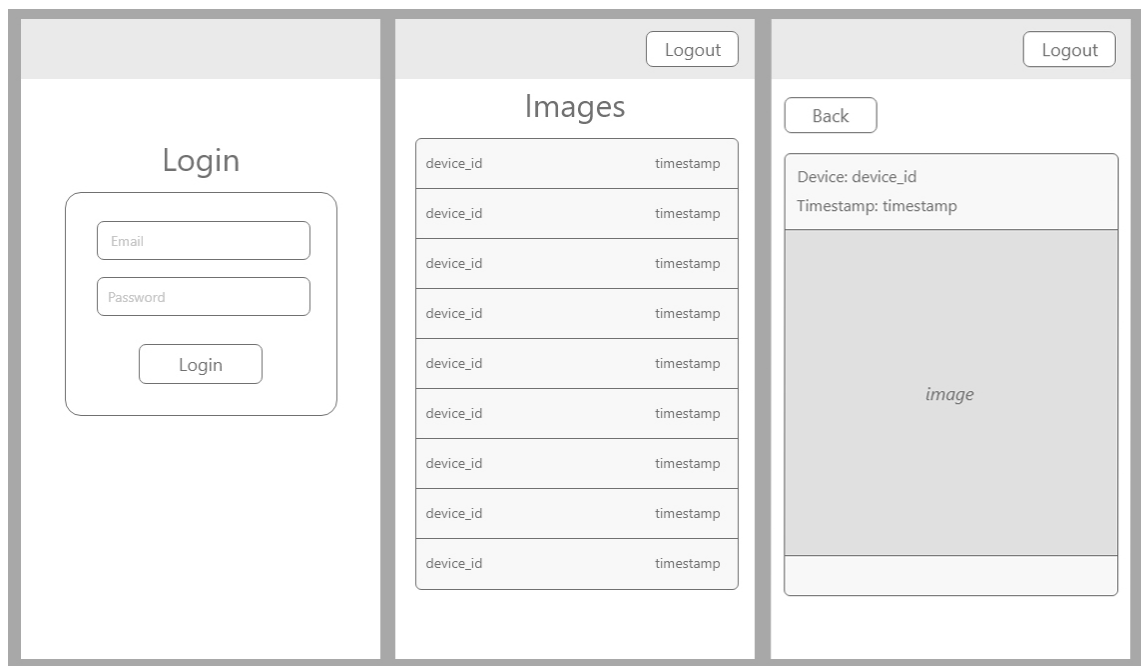 Login
Email
Password
Login
Logout
Images
device_id timestamp
device_id timestamp
device_id timestamp
device_id timestamp
device_id timestamp
device_id timestamp
device_id timestamp
device_id timestamp
device_id timestamp
Logout
Back
Device: device_id
Timestamp: timestamp
image